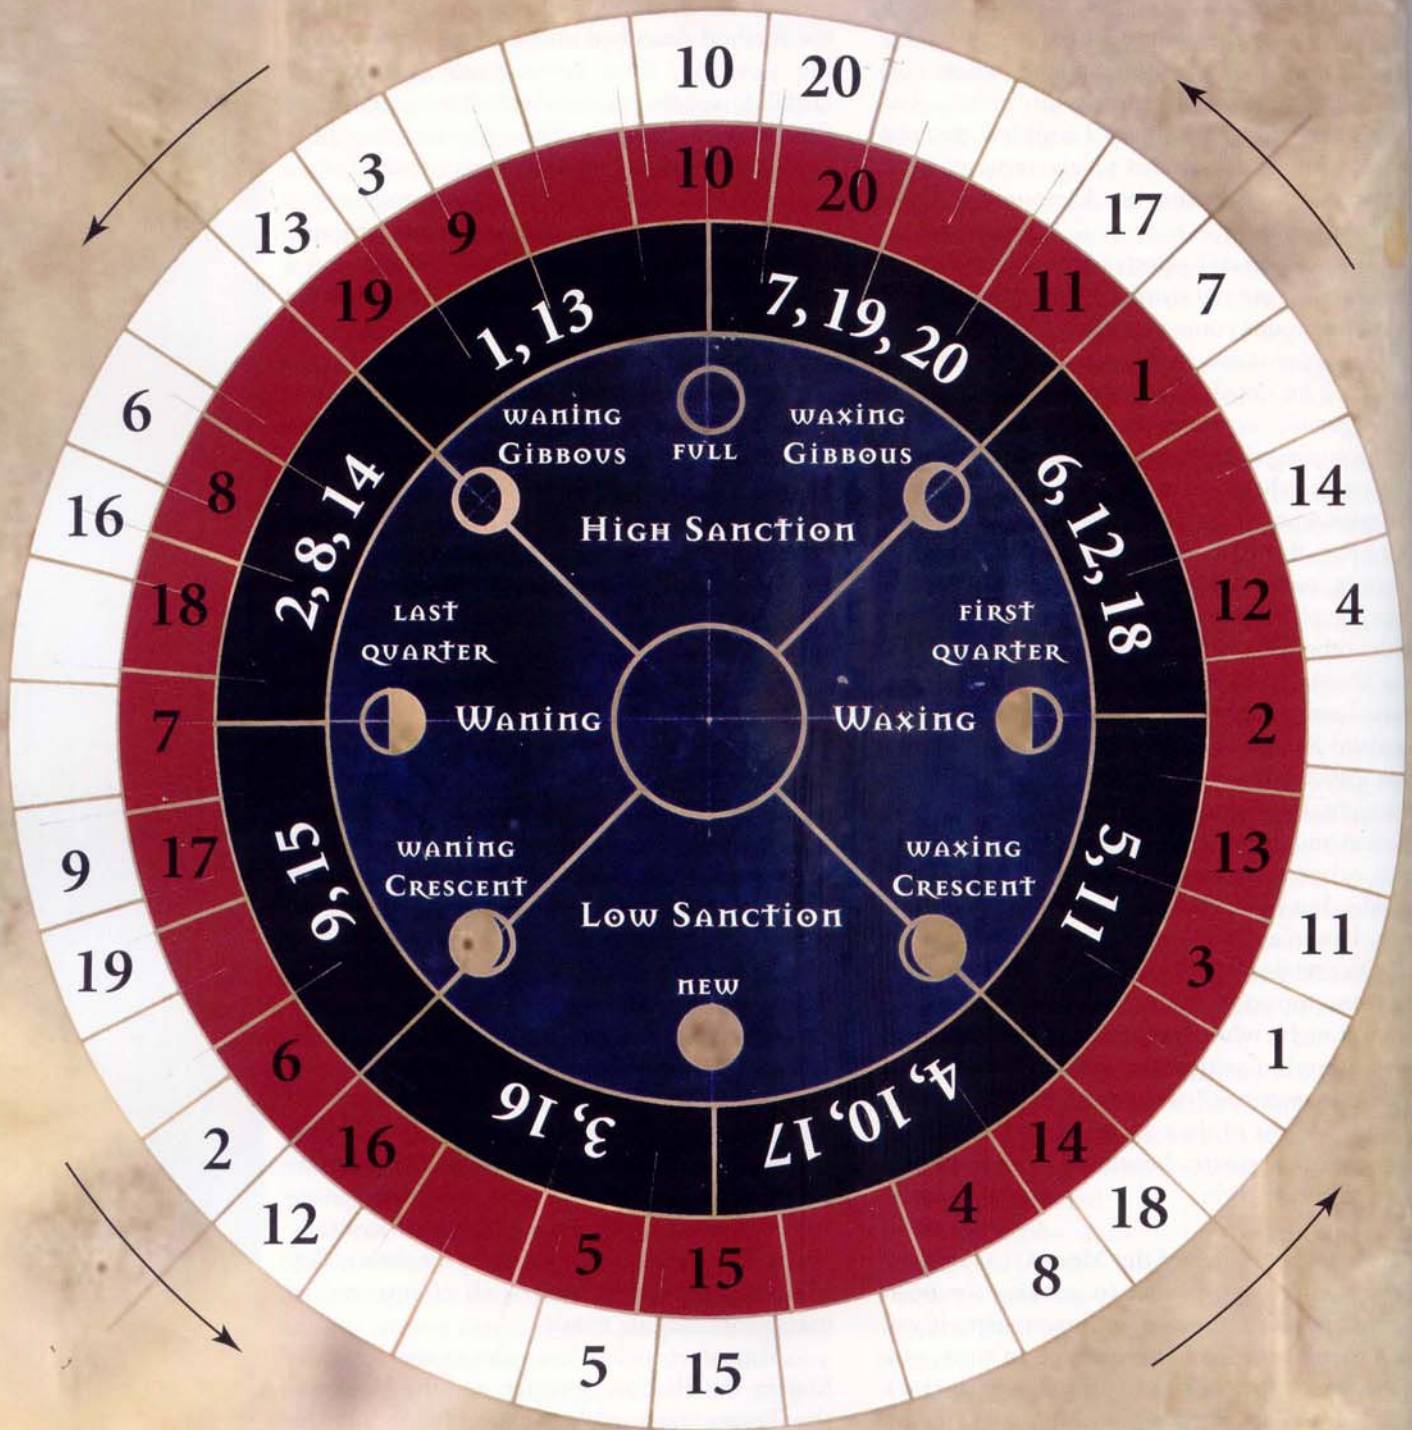 10
20
17
7
14
4
11
1
18
8
15
5
12
2
19
9
16
6
13
3
10
20
11
1
12
2
13
3
14
4
15
5
16
6
17
7
18
8
19
9
1, 13
7, 19, 20
6, 12, 18
5, 11
4, 10, 17
3, 16
9, 15
2, 8, 14
WANING
GIBBOUS
FULL
WAXING
GIBBOUS
HIGH SANCTION
LAST
QUARTER
FIRST
QUARTER
WANING
WAXING
WANING
CRESCENT
WAXING
CRESCENT
LOW SANCTION
NEW